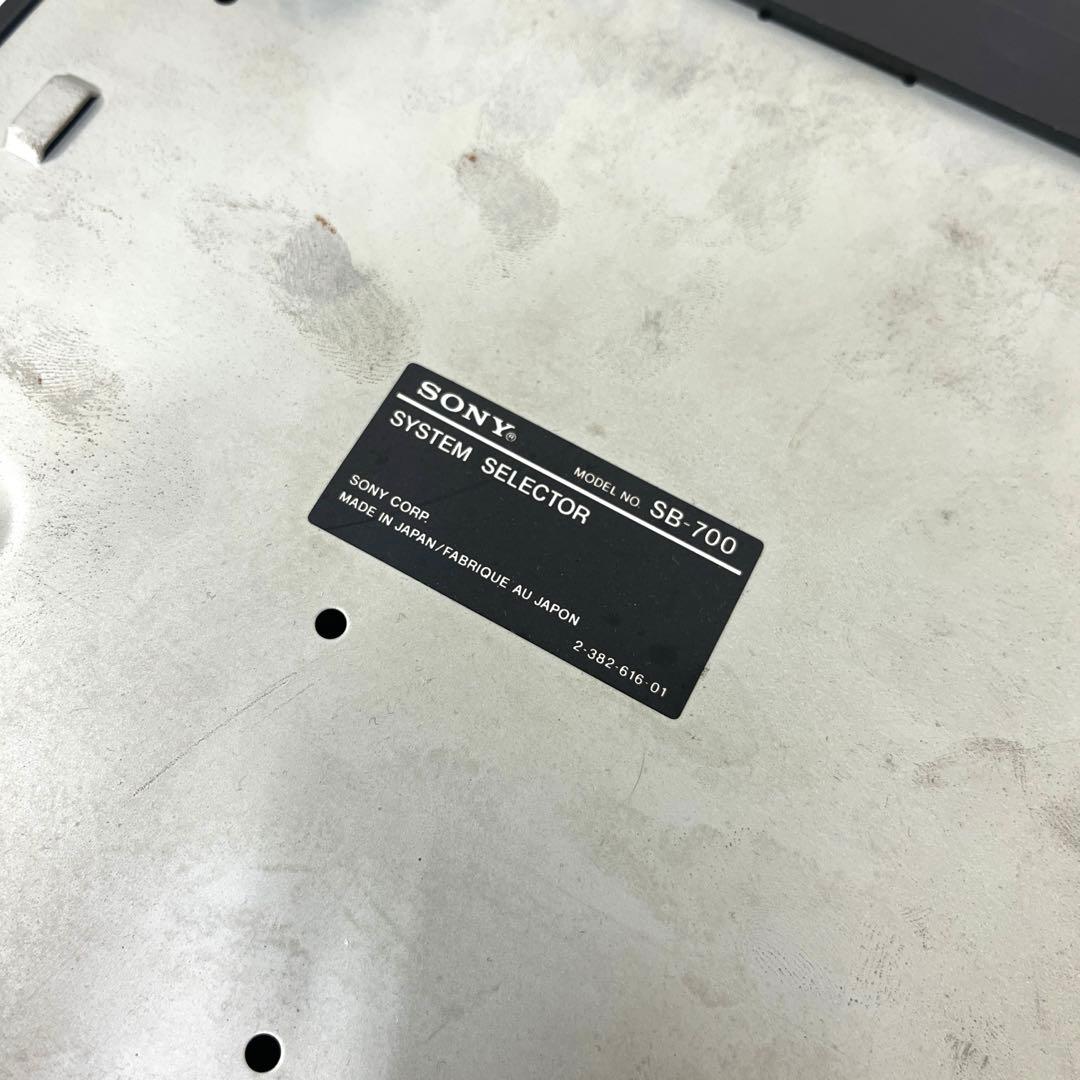 SONY®
MODEL NO. SB-700
SYSTEM SELECTOR
SONY CORP.
MADE IN JAPAN/FABRIQUE AU JAPON
2-382-616-01